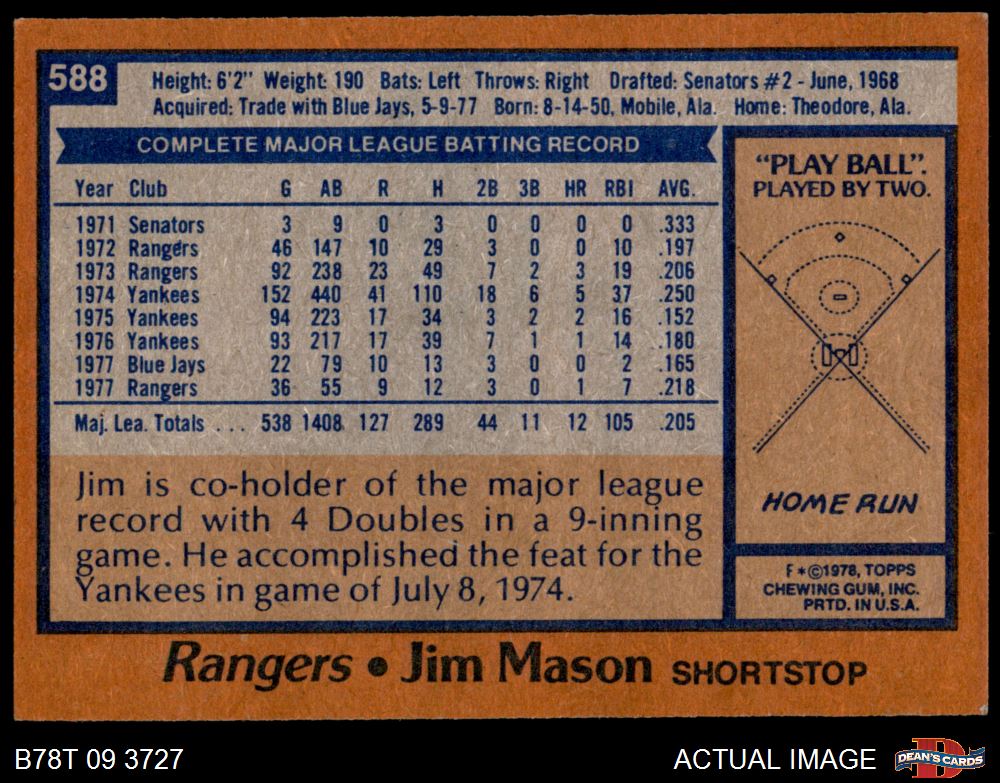 588
Height: 6'2" Weight: 190 Bats: Left Throws: Right Drafted: Senators #2 - June, 1968
Acquired: Trade with Blue Jays, 5-9-77 Born: 8-14-50, Mobile, Ala. Home: Theodore, Ala.
COMPLETE MAJOR LEAGUE BATTING RECORD
Year Club G AB R H 2B 3B HR RBI AVG.
1971 Senators 3 9 0 3 0 0 0 0 .333
1972 Rangers 46 147 10 29 3 0 0 10 .197
1973 Rangers 92 238 23 49 7 2 3 19 .206
1974 Yankees 152 440 41 110 18 6 5 37 .250
1975 Yankees 94 223 17 34 3 2 2 16 .152
1976 Yankees 93 217 17 39 7 1 1 14 .180
1977 Blue Jays 22 79 10 13 3 0 0 2 .165
1977 Rangers 36 55 9 12 3 0 1 7 .218
Maj. Lea. Totals . . . 538 1408 127 289 44 11 12 105 .205
Jim is co-holder of the major league
record with 4 Doubles in a 9-inning
game. He accomplished the feat for the
Yankees in game of July 8, 1974.
"PLAY BALL".
PLAYED BY TWO.
HOME RUN
F*©1978, TOPPS
CHEWING GUM, INC.
PRTD. IN U.S.A.
Rangers • Jim Mason SHORTSTOP
B78T 09 3727
ACTUAL IMAGE
D
DEAN'S CARDS